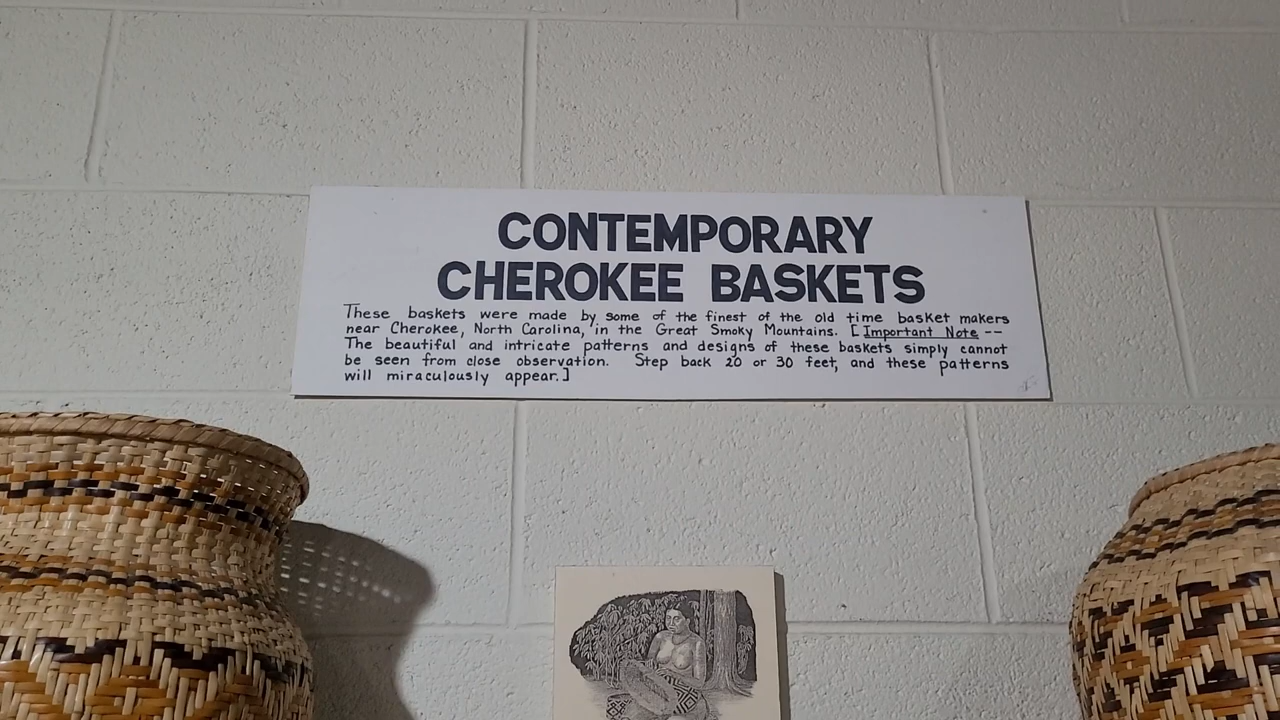 CONTEMPORARY
CHEROKEE BASKETS
These baskets were made by some of the finest of the old time basket makers
near Cherokee, North Carolina, in the Great Smoky Mountains. [Important Note --
The beautiful and intricate patterns and designs of these baskets simply cannot
be seen from close observation. Step back 20 or 30 feet, and these patterns
will miraculously appear.]